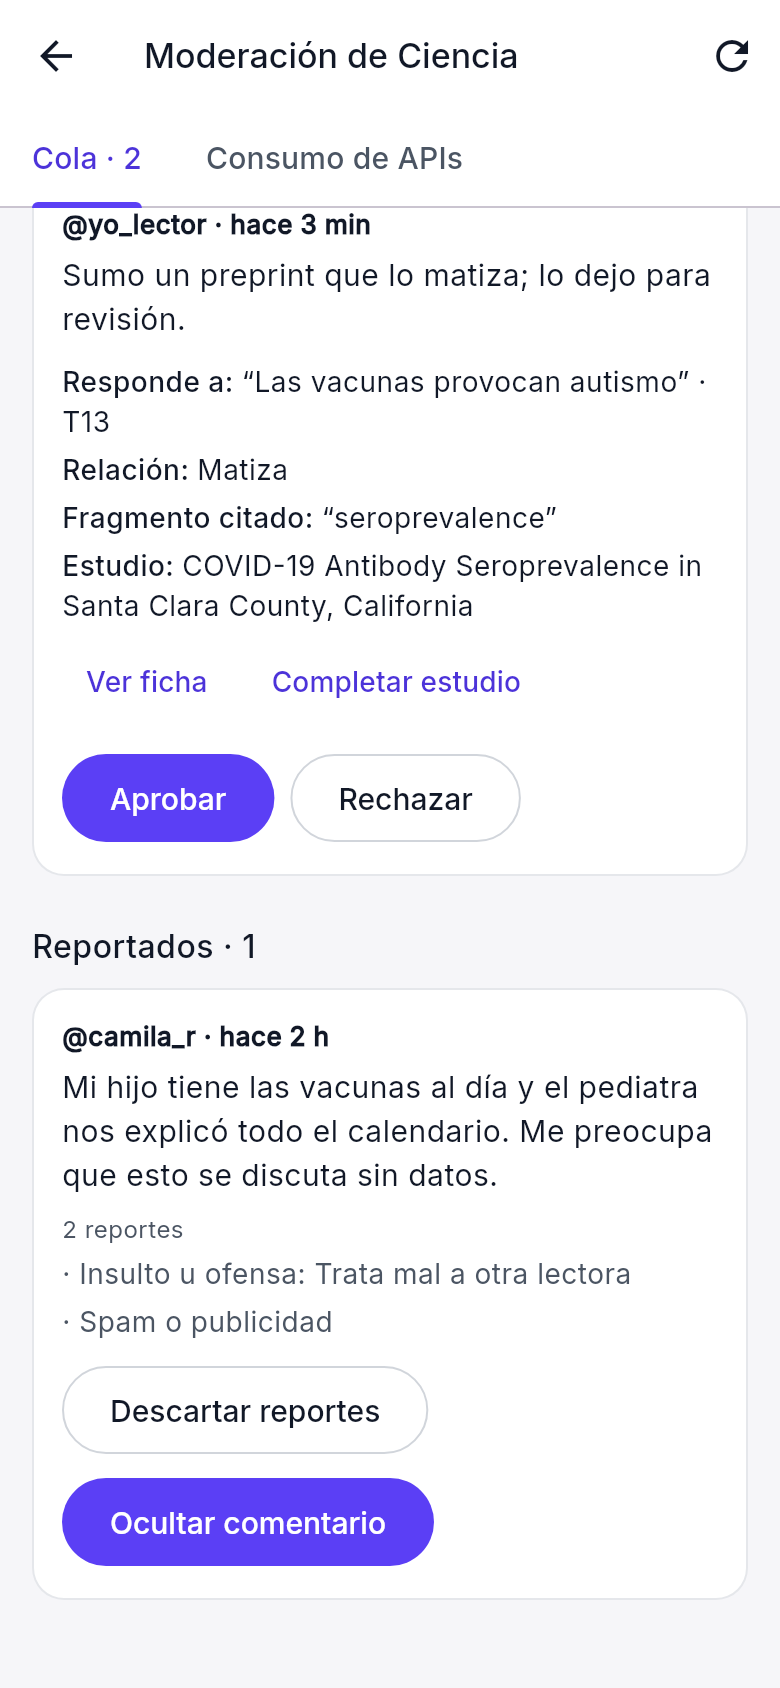 Moderación de Ciencia
Cola · 2
Consumo de APIs
@yo_lector · hace 3 min
Sumo un preprint que lo matiza; lo dejo para
revisión.
Responde a: “Las vacunas provocan autismo” ·
T13
Relación: Matiza
Fragmento citado: “seroprevalence”
Estudio: COVID-19 Antibody Seroprevalence in
Santa Clara County, California
Ver ficha
Completar estudio
Aprobar
Rechazar
Reportados · 1
@camila_r · hace 2 h
Mi hijo tiene las vacunas al día y el pediatra
nos explicó todo el calendario. Me preocupa
que esto se discuta sin datos.
2 reportes
· Insulto u ofensa: Trata mal a otra lectora
· Spam o publicidad
Descartar reportes
Ocultar comentario